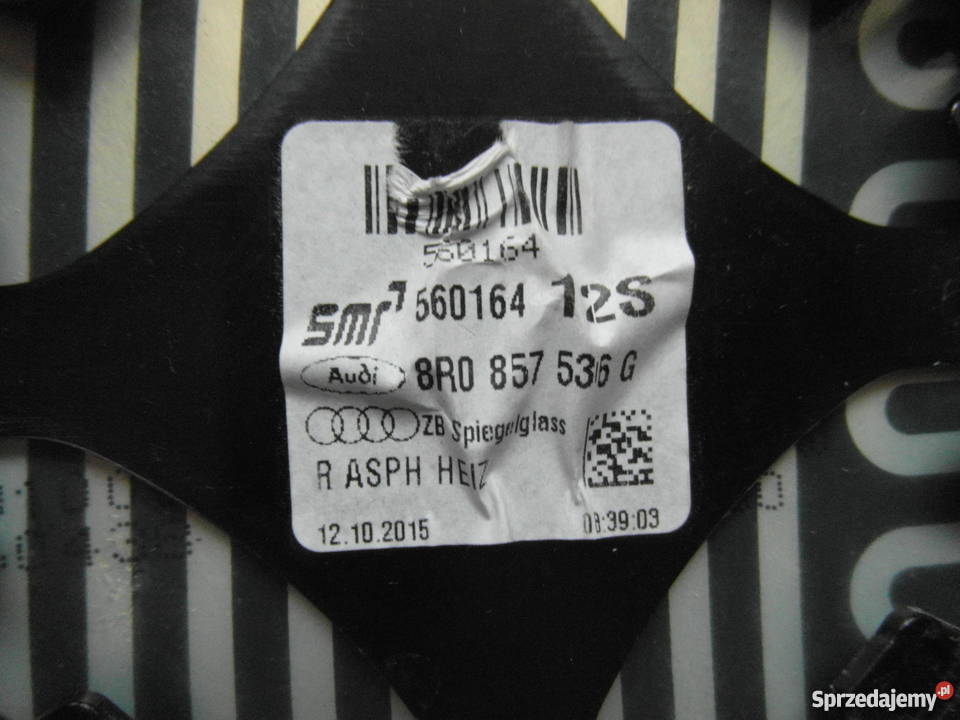 560164
smr 560164 12S
Audi 8R0 857 536 G
ZB Spiegelglass
R ASPH HEIZ
12.10.2015 08:39:03
Sprzedajemy.pl